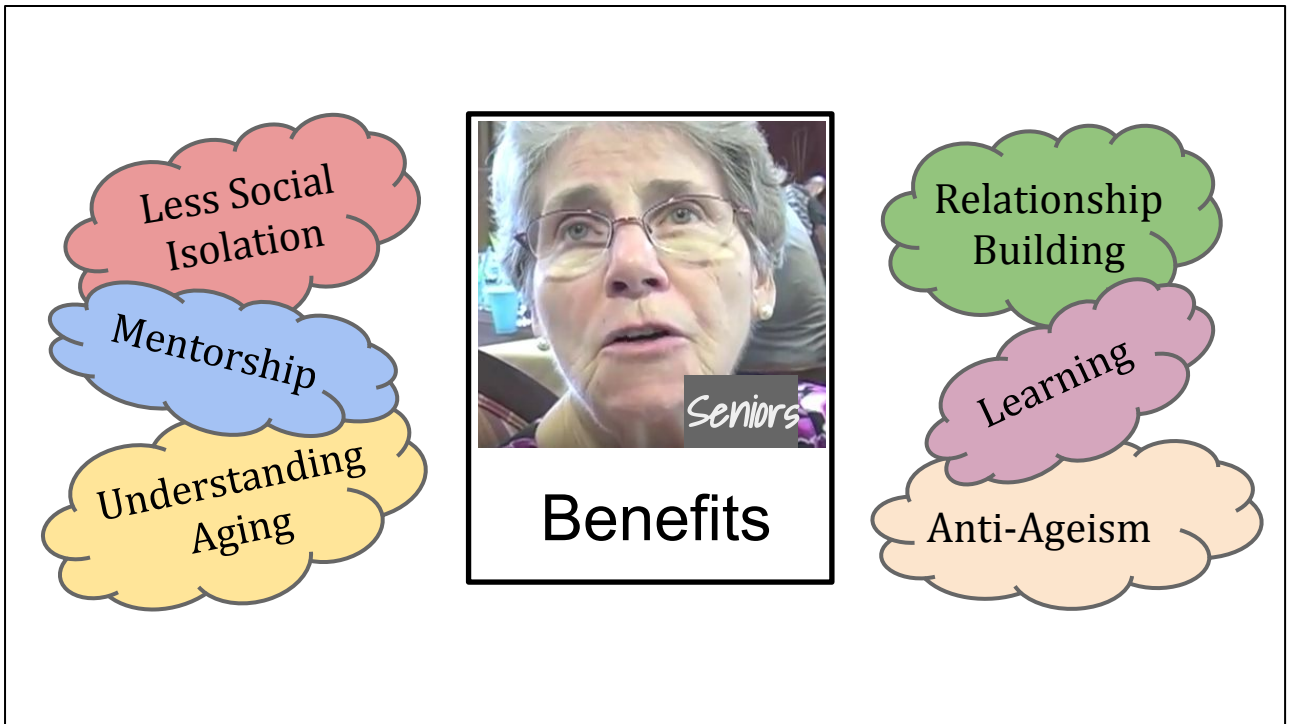 Less Social
Isolation
Mentorship
Understanding
Aging
Seniors
Benefits
Relationship
Building
Learning
Anti-Ageism